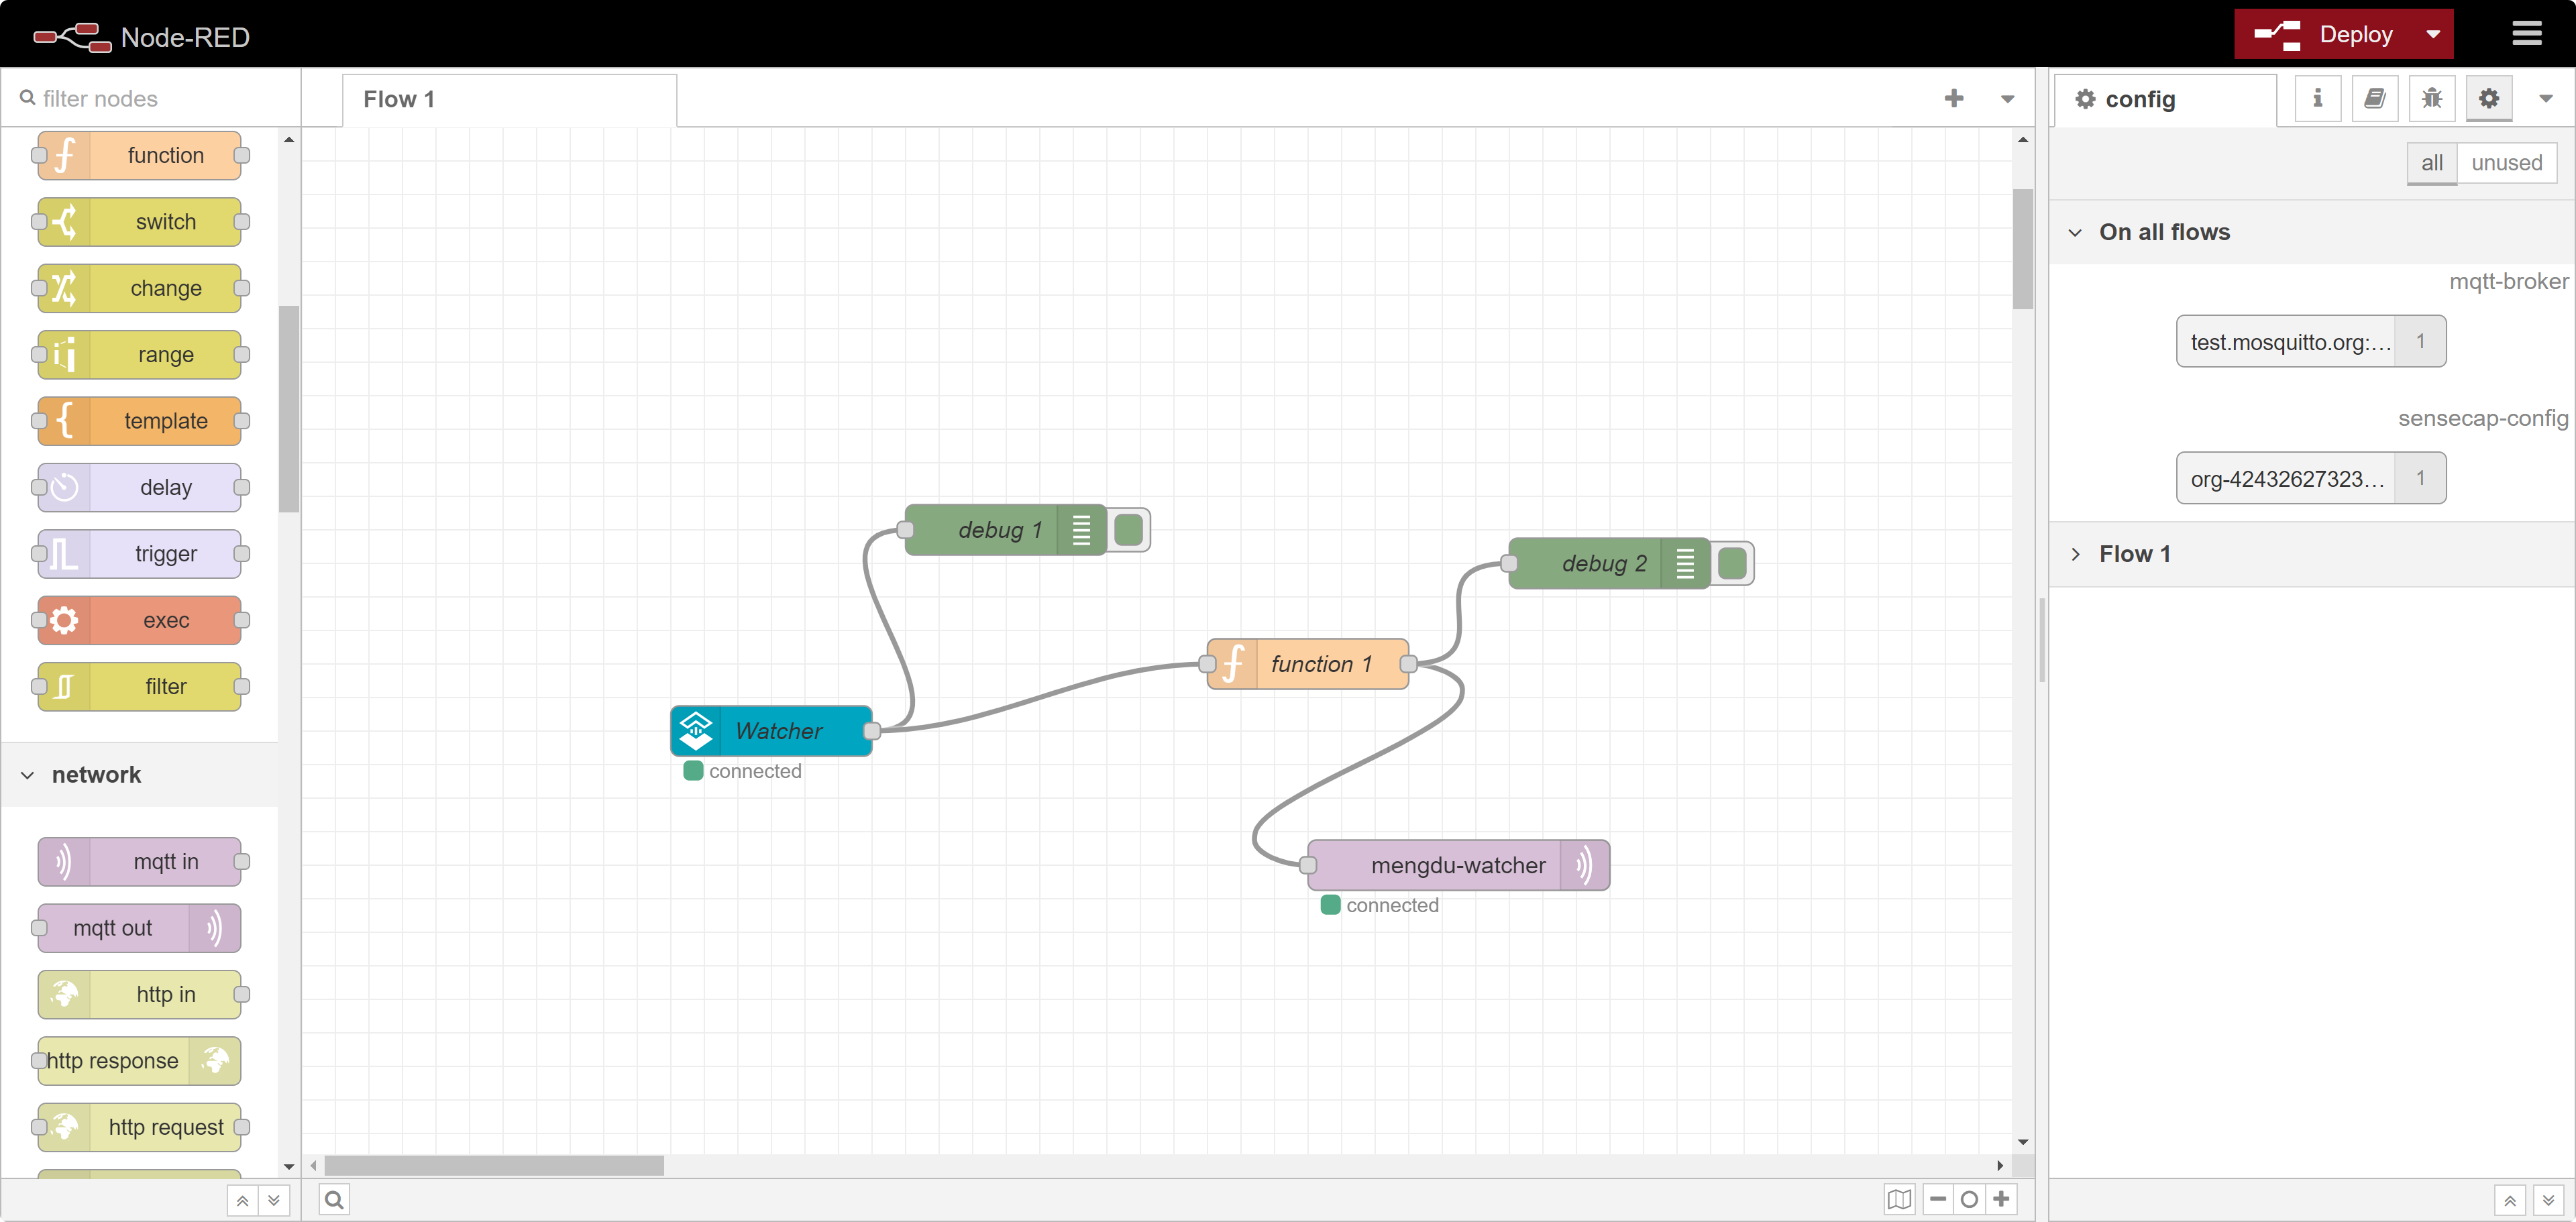 Node-RED
Deploy
filter nodes
function
switch
change
range
template
delay
trigger
exec
filter
network
mqtt in
mqtt out
http in
http response
http request
Flow 1
debug 1
debug 2
function 1
Watcher
connected
mengdu-watcher
connected
config
all
unused
On all flows
mqtt-broker
test.mosquitto.org:...
1
sensecap-config
org-42432627323...
1
Flow 1